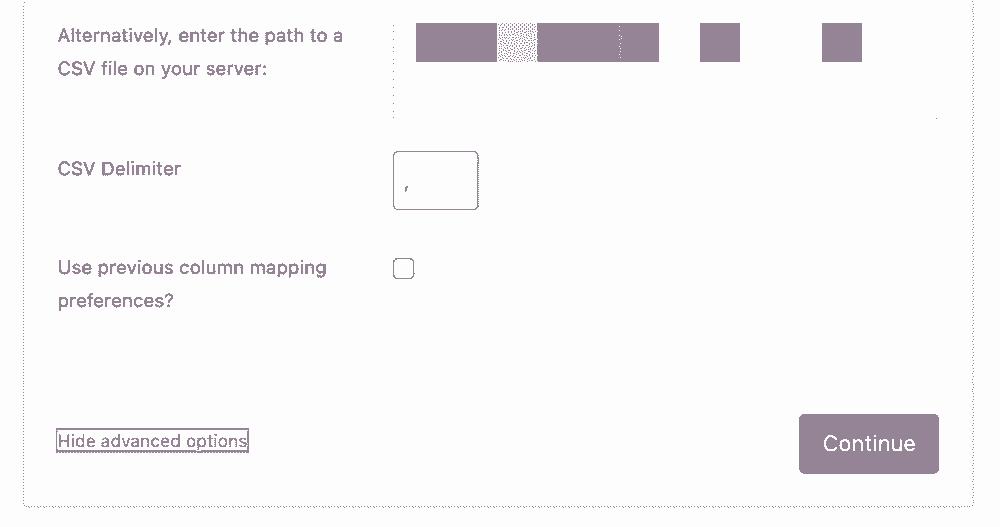 Alternatively, enter the path to a
CSV file on your server:
CSV Delimiter
,
Use previous column mapping
preferences?
Hide advanced options
Continue